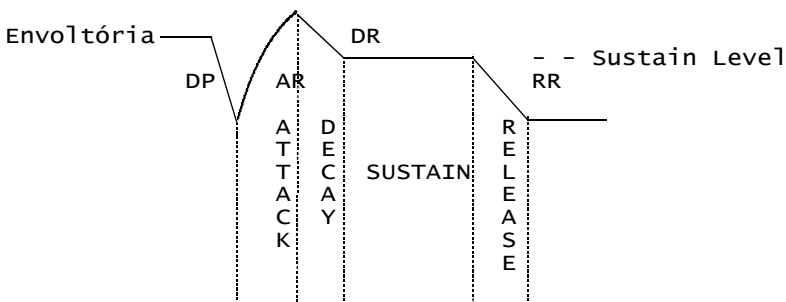 Envoltória
DR
- - Sustain Level
DP
AR
RR
ATTACK
DECAY
SUSTAIN
RELEASE